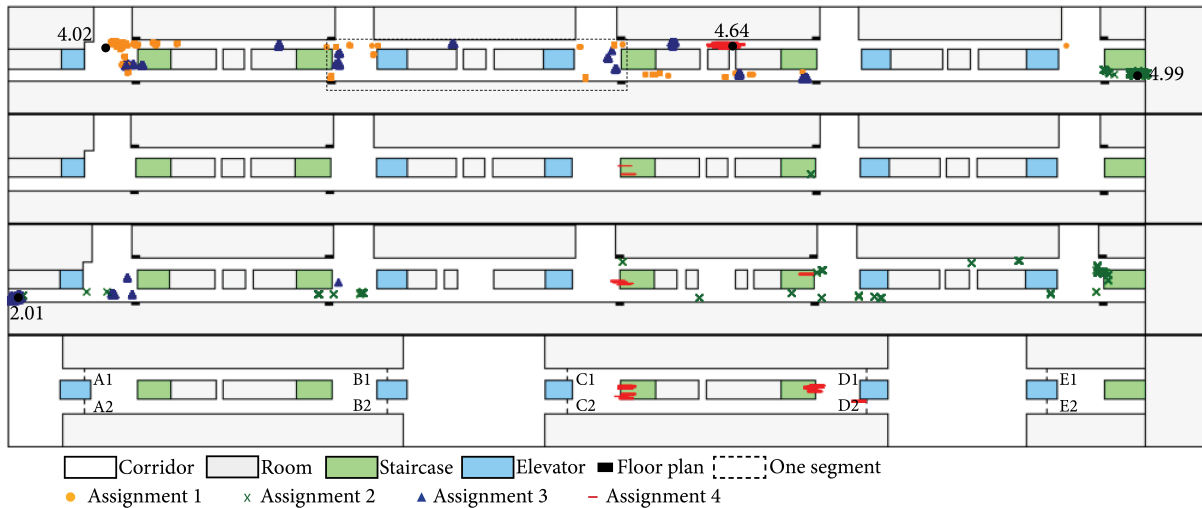 4.02
4.64
4.99
2.01
A1 B1 C1 D1 E1
A2 B2 C2 D2 E2
Corridor Room Staircase Elevator Floor plan One segment
Assignment 1 Assignment 2 Assignment 3 Assignment 4